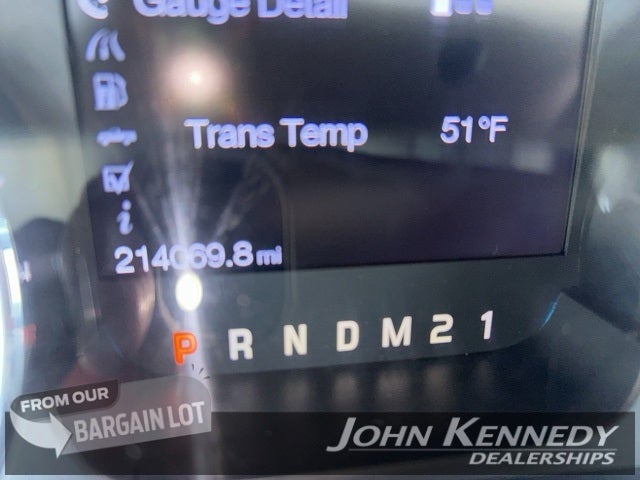 Gauge Detail
Trans Temp 51°F
214069.8 mi
P R N D M 2 1
FROM OUR
BARGAIN LOT
JOHN KENNEDY
DEALERSHIPS